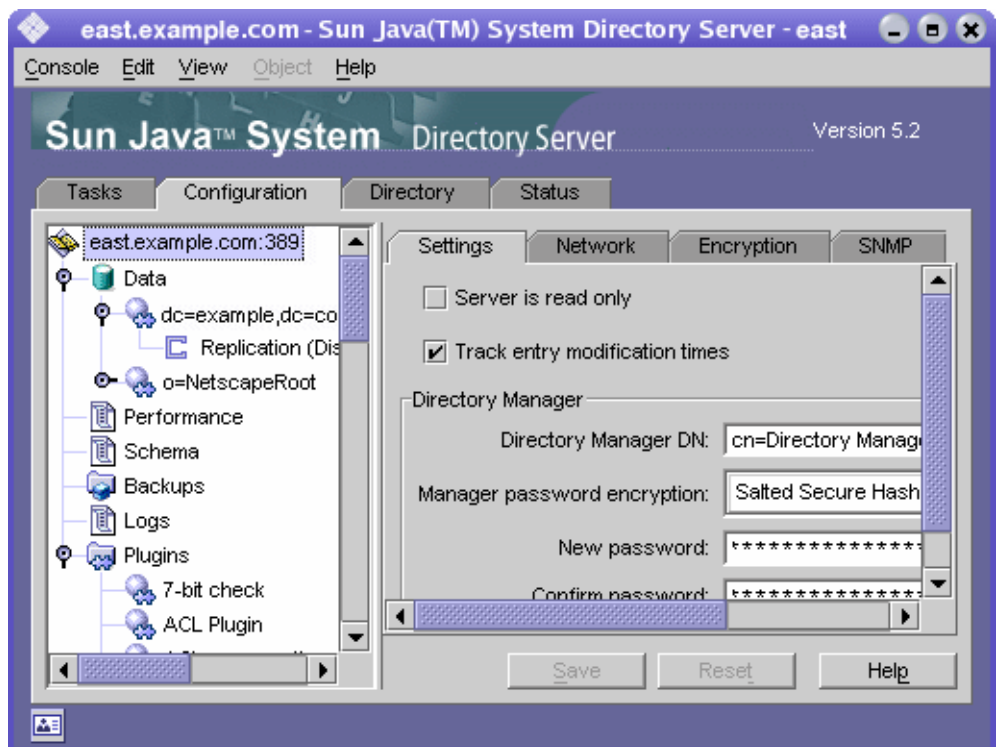 east.example.com - Sun Java(TM) System Directory Server - east
Console Edit View Object Help
Sun Java™ System Directory Server
Version 5.2
Tasks Configuration Directory Status
east.example.com:389
Data
dc=example,dc=co
Replication (Dis
o=NetscapeRoot
Performance
Schema
Backups
Logs
Plugins
7-bit check
ACL Plugin
Settings Network Encryption SNMP
Server is read only
Track entry modification times
Directory Manager
Directory Manager DN: cn=Directory Manag
Manager password encryption: Salted Secure Hash
New password: ****************
Confirm password: ****************
Save Reset Help